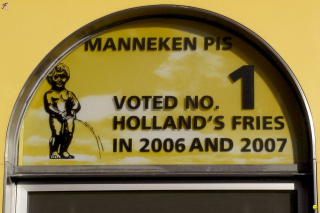 MANNEKEN PIS
VOTED NO. 1
HOLLAND'S FRIES
IN 2006 AND 2007